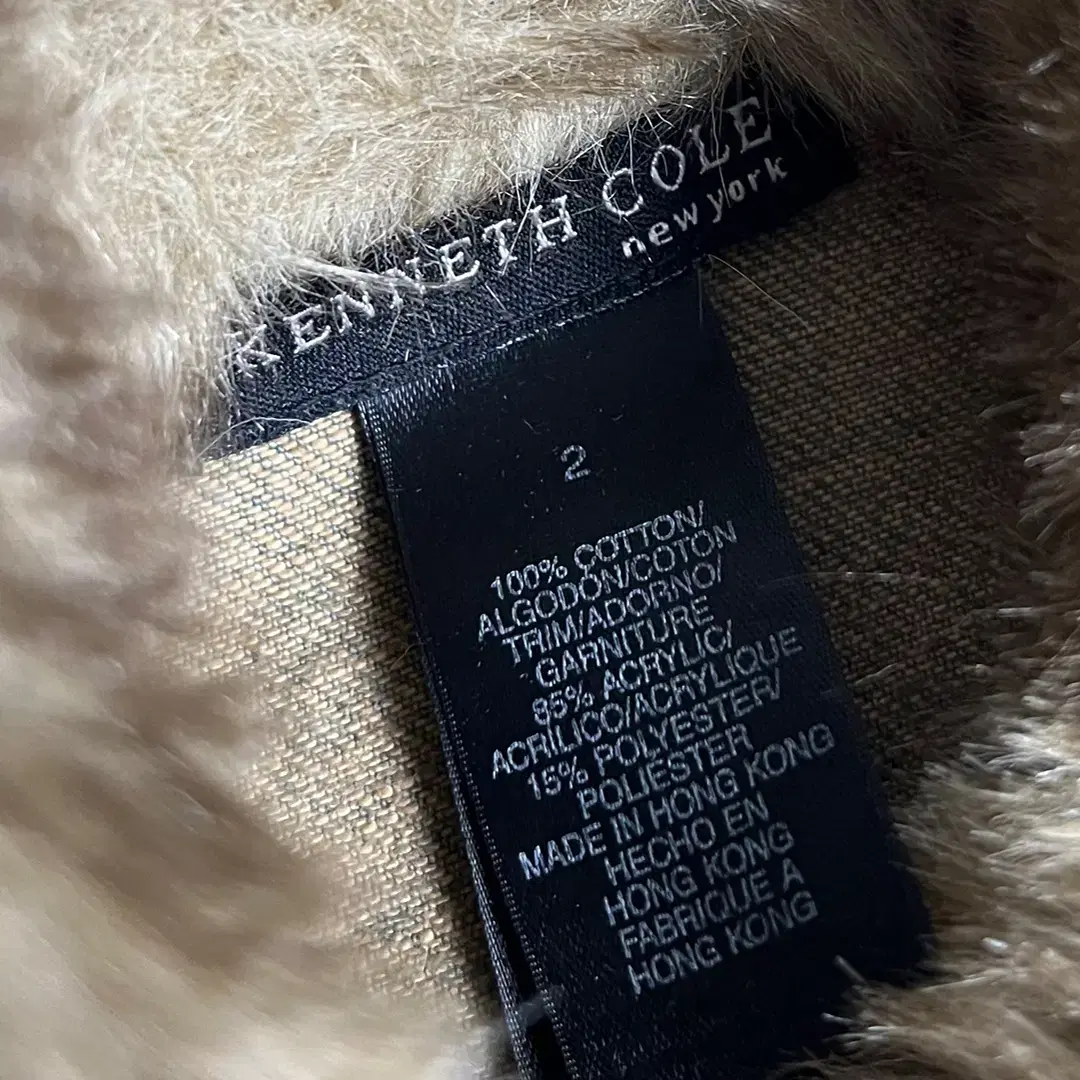 KENNETH COLE
new york
2
100% COTTON/
ALGODÓN/COTON
TRIM/ADORNO/
GARNITURE
85% ACRYLIC/
ACRILICO/ACRYLIQUE
15% POLYESTER/
POLIESTER
MADE IN HONG KONG
HECHO EN
HONG KONG
FABRIQUE A
HONG KONG